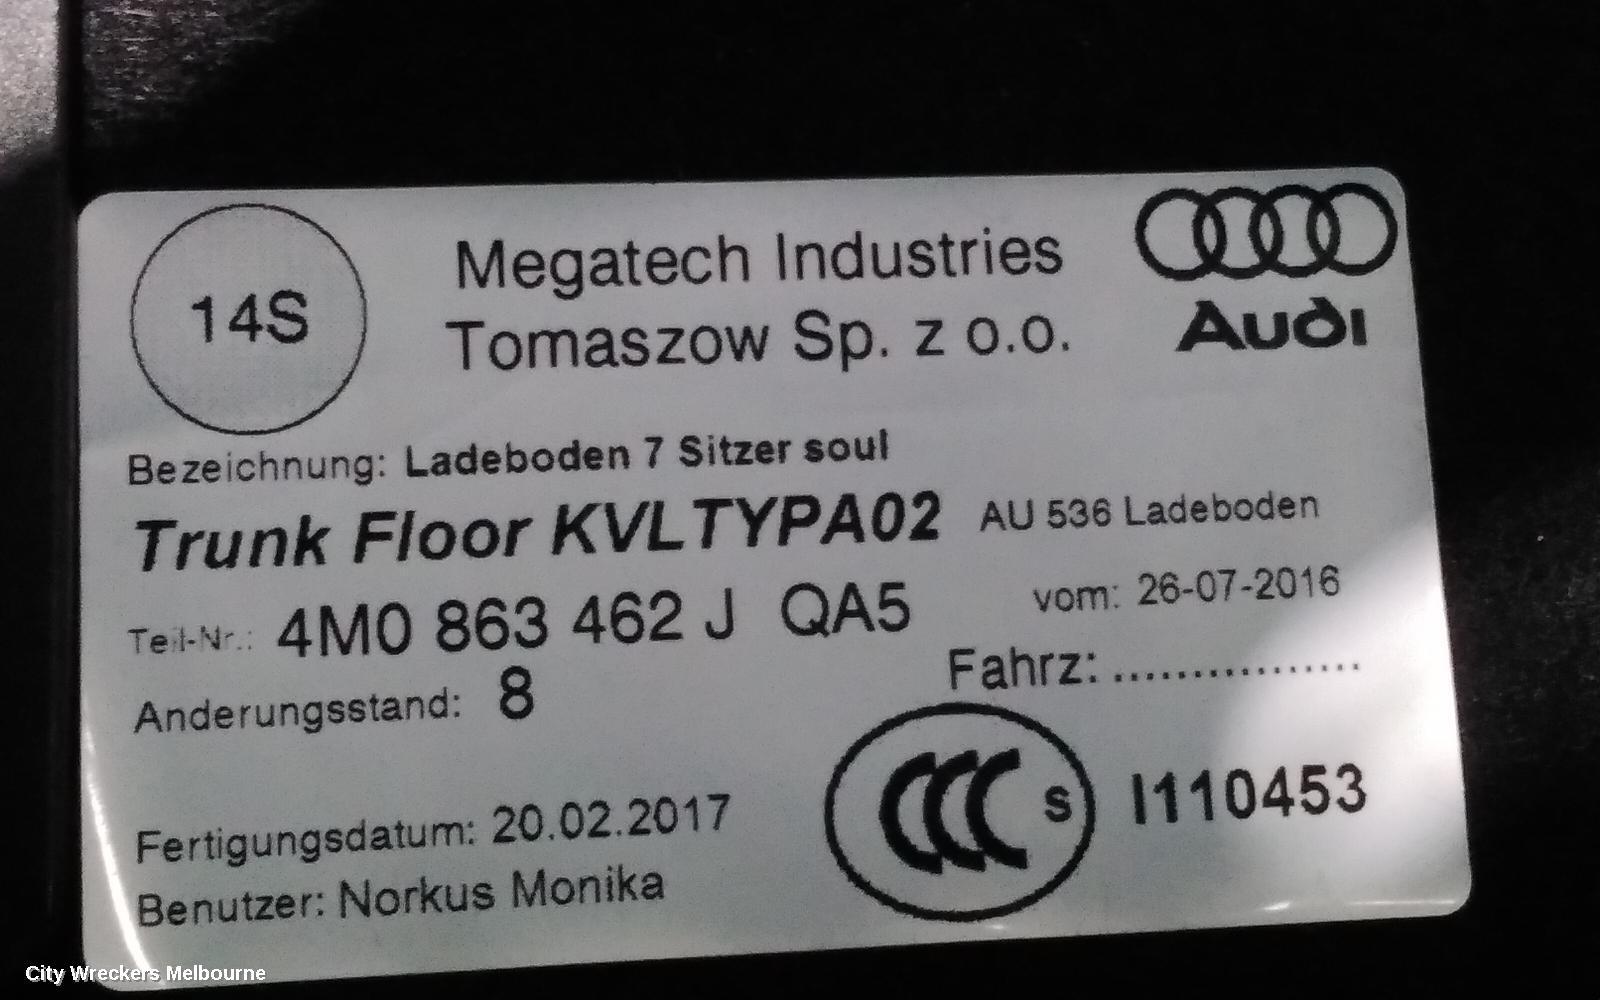 14S
Megatech Industries
Tomaszow Sp. z o.o.
Audi
Bezeichnung: Ladeboden 7 Sitzer soul
Trunk Floor KVLTYPA02 AU 536 Ladeboden
Teil-Nr.: 4M0 863 462 J QA5 vom: 26-07-2016
Anderungsstand: 8 Fahrz: ................
CCC S I110453
Fertigungsdatum: 20.02.2017
Benutzer: Norkus Monika
City Wreckers Melbourne